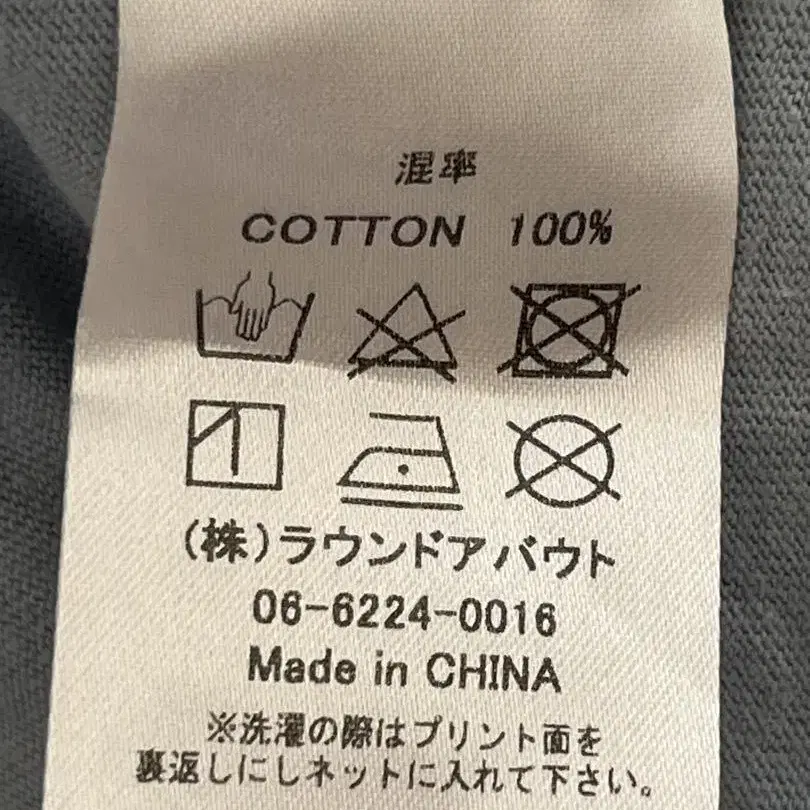 混率
COTTON 100%
(株)ラウンドアバウト
06-6224-0016
Made in CHINA
※洗濯の際はプリント面を
裏返しにしネットに入れて下さい。